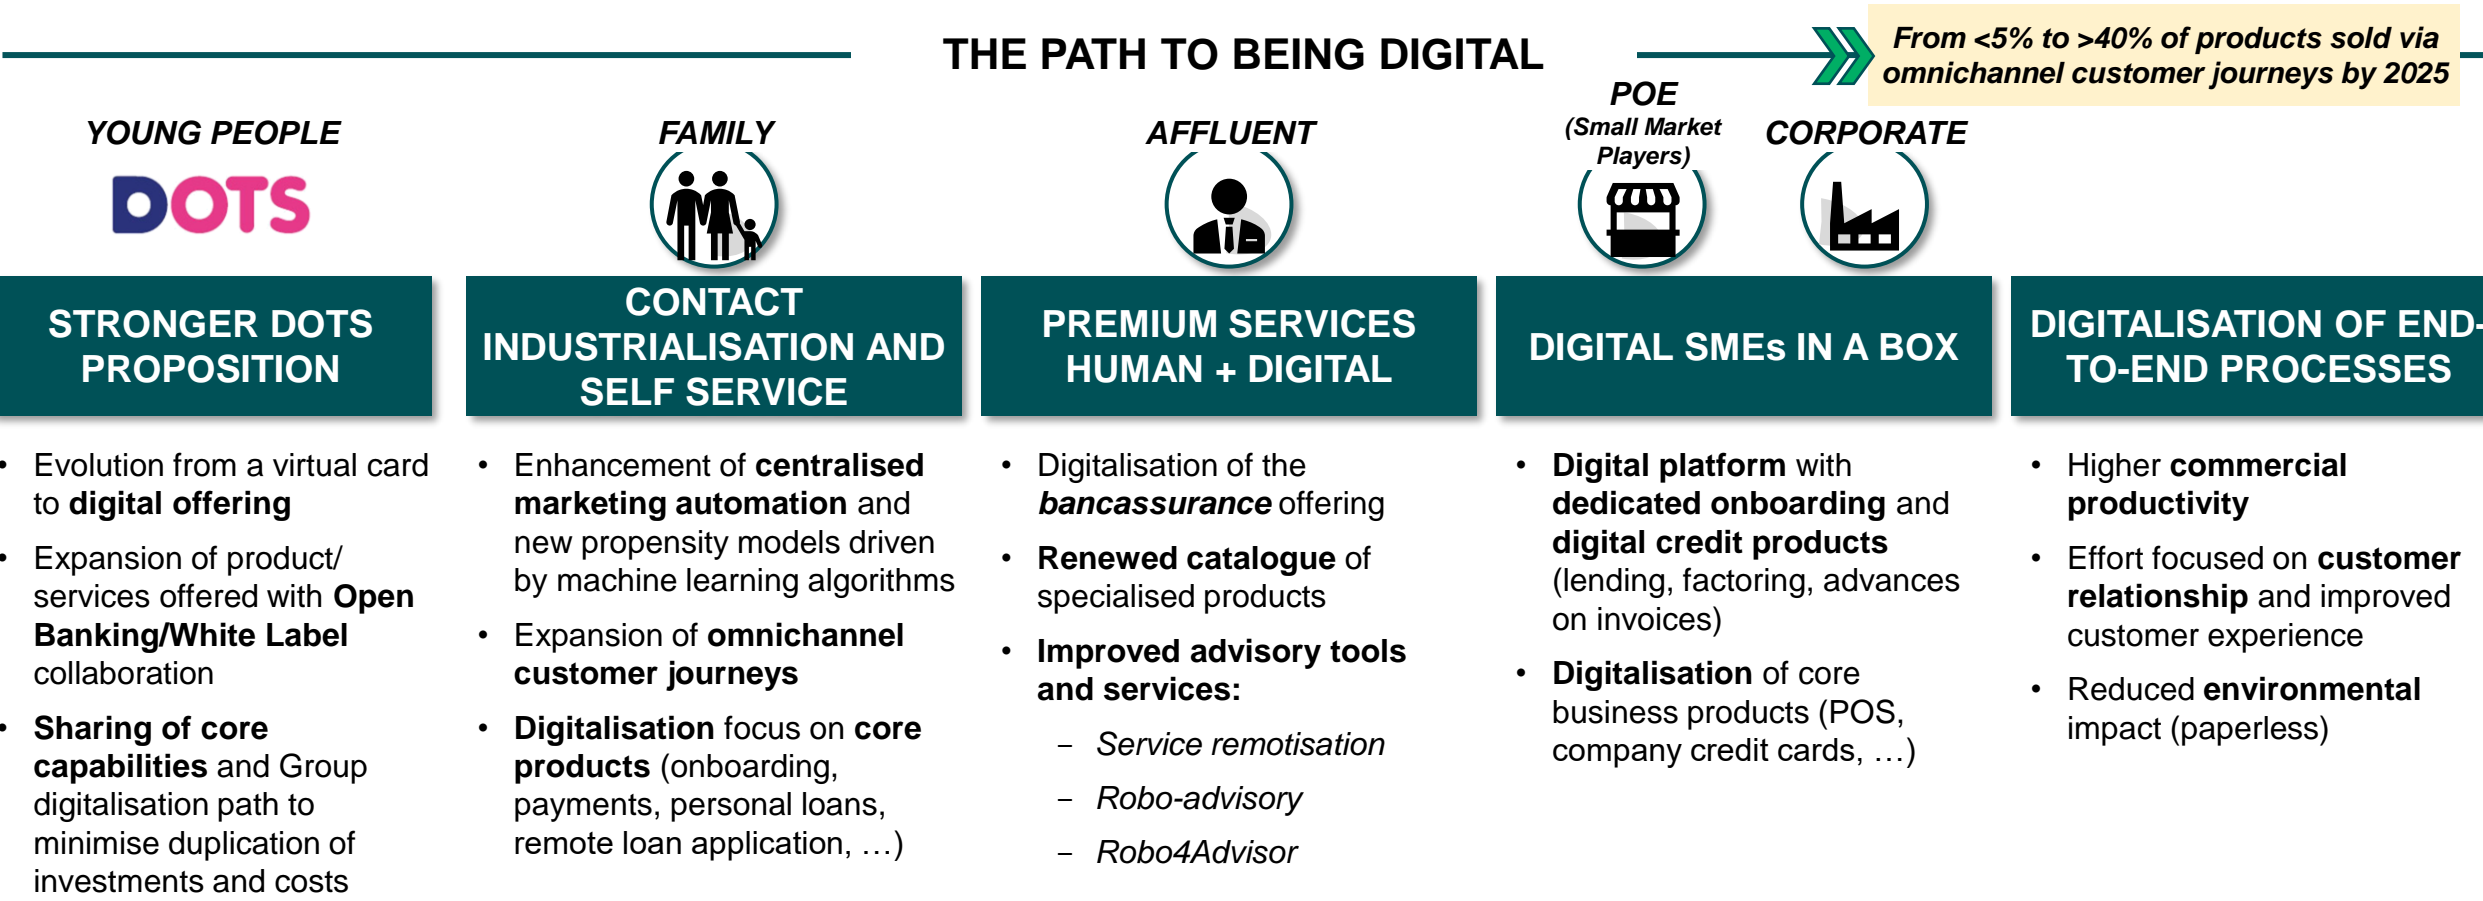 THE PATH TO BEING DIGITAL
From <5% to >40% of products sold via
omnichannel customer journeys by 2025
YOUNG PEOPLE
DOTS
FAMILY
AFFLUENT
POE
(Small Market
Players)
CORPORATE
STRONGER DOTS
PROPOSITION
CONTACT
INDUSTRIALISATION AND
SELF SERVICE
PREMIUM SERVICES
HUMAN + DIGITAL
DIGITAL SMEs IN A BOX
DIGITALISATION OF END-
TO-END PROCESSES
• Evolution from a virtual card
to digital offering
• Expansion of product/
services offered with Open
Banking/White Label
collaboration
• Sharing of core
capabilities and Group
digitalisation path to
minimise duplication of
investments and costs
• Enhancement of centralised
marketing automation and
new propensity models driven
by machine learning algorithms
• Expansion of omnichannel
customer journeys
• Digitalisation focus on core
products (onboarding,
payments, personal loans,
remote loan application, …)
• Digitalisation of the
bancassurance offering
• Renewed catalogue of
specialised products
• Improved advisory tools
and services:
– Service remotisation
– Robo-advisory
– Robo4Advisor
• Digital platform with
dedicated onboarding and
digital credit products
(lending, factoring, advances
on invoices)
• Digitalisation of core
business products (POS,
company credit cards, …)
• Higher commercial
productivity
• Effort focused on customer
relationship and improved
customer experience
• Reduced environmental
impact (paperless)